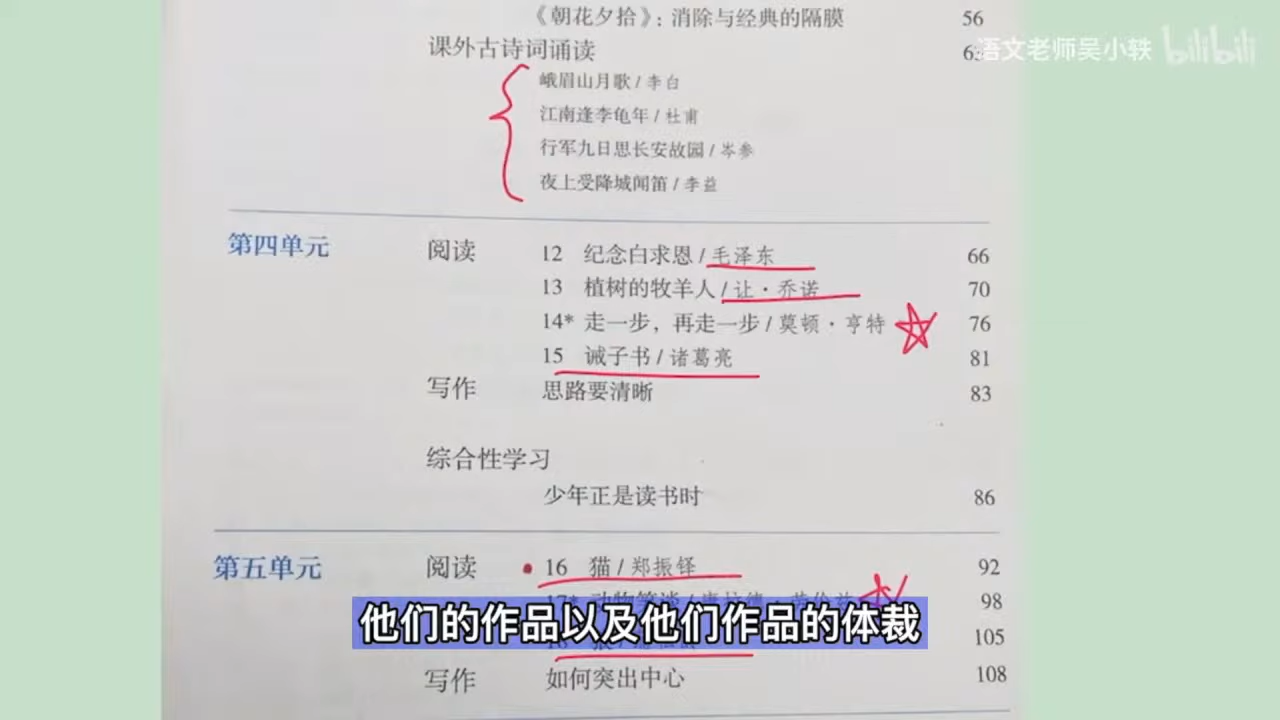 《朝花夕拾》：消除与经典的隔膜 56
语文老师吴小轶 bilibili
课外古诗词诵读
峨眉山月歌 / 李白
江南逢李龟年 / 杜甫
行军九日思长安故园 / 岑参
夜上受降城闻笛 / 李益
第四单元 阅读 12 纪念白求恩 / 毛泽东 66
13 植树的牧羊人 / 让·乔诺 70
14* 走一步，再走一步 / 莫顿·亨特 76
15 诫子书 / 诸葛亮 81
写作 思路要清晰 83
综合性学习
少年正是读书时 86
第五单元 阅读 16 猫 / 郑振铎 92
98
他们的作品以及他们作品的体裁
105
写作 如何突出中心 108